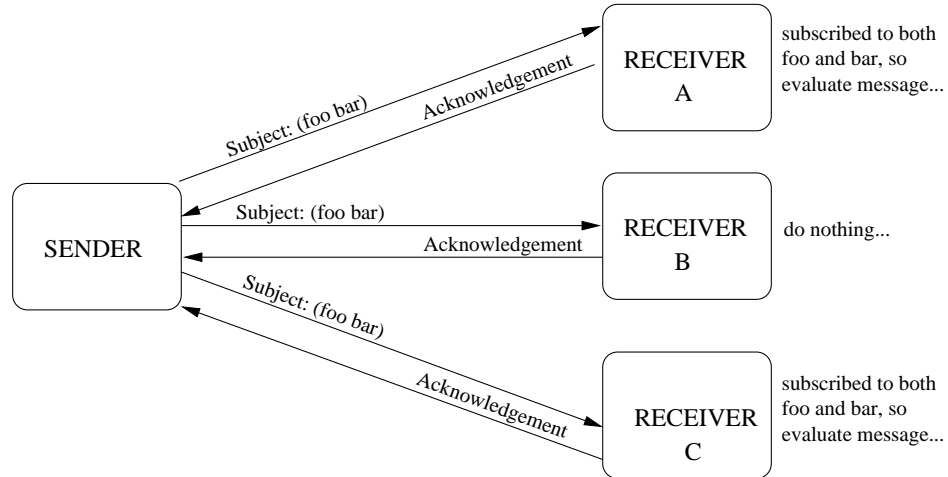 subscribed to both
foo and bar, so
evaluate message...
RECEIVER
A
Acknowledgement
Subject: (foo bar)
SENDER
Subject: (foo bar)
Acknowledgement
RECEIVER
B
do nothing...
Subject: (foo bar)
Acknowledgement
RECEIVER
C
subscribed to both
foo and bar, so
evaluate message...